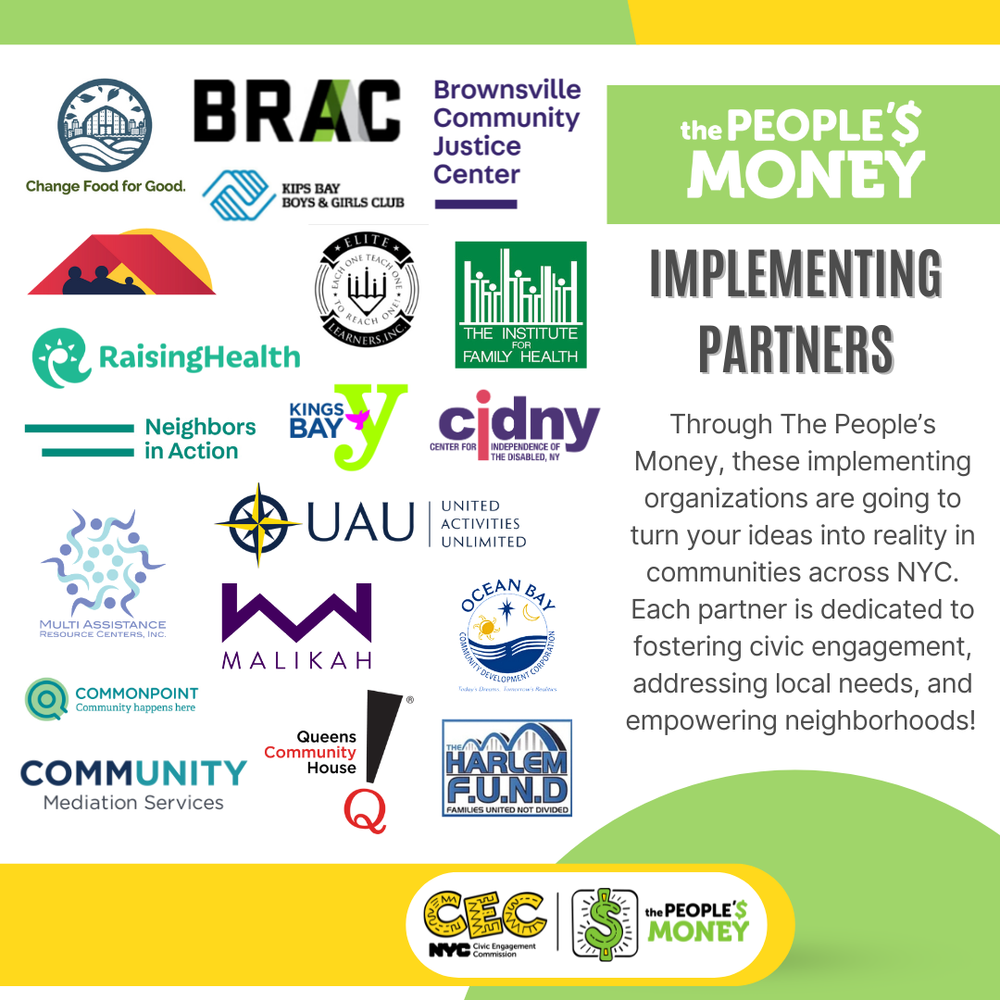 Change Food for Good.
BRAC
KIPS BAY
BOYS & GIRLS CLUB
Brownsville
Community
Justice
Center
ELITE
EACH ONE TEACH ONE
TO REACH ONE!
LEARNERS, INC.
THE INSTITUTE
FOR
FAMILY HEALTH
RaisingHealth
Neighbors
in Action
KINGS
BAY
y
cidny
CENTER FOR INDEPENDENCE OF
THE DISABLED, NY
UAU
UNITED
ACTIVITIES
UNLIMITED
MULTI ASSISTANCE
RESOURCE CENTERS, INC.
MALIKAH
OCEAN BAY
COMMUNITY DEVELOPMENT CORPORATION
Today's Dreams, Tomorrows Realities
COMMONPOINT
Community happens here
Queens
Community
House
®
Q
COMMUNITY
Mediation Services
THE
HARLEM
F.U.N.D
FAMILIES UNITED NOT DIVIDED
the PEOPLE'$
MONEY
IMPLEMENTING
PARTNERS
Through The People's
Money, these implementing
organizations are going to
turn your ideas into reality in
communities across NYC.
Each partner is dedicated to
fostering civic engagement,
addressing local needs, and
empowering neighborhoods!
CEC
NYC Civic Engagement
Commission
$
the PEOPLE'$
MONEY